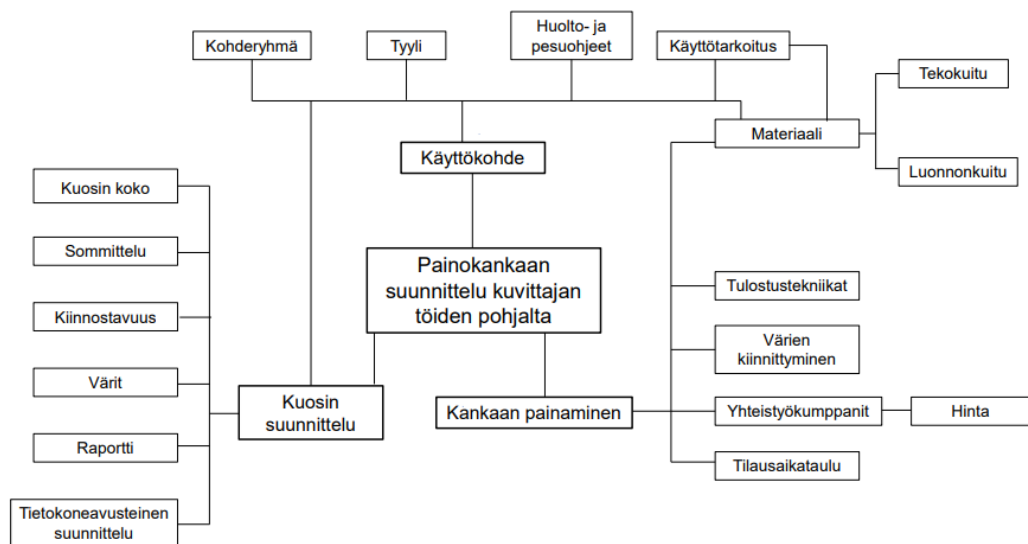 Kohderyhmä
Tyyli
Huolto- ja
pesuohjeet
Käyttötarkoitus
Tekokuitu
Materiaali
Luonnonkuitu
Käyttökohde
Kuosin koko
Sommittelu
Kiinnostavuus
Värit
Raportti
Tietokoneavusteinen
suunnittelu
Painokankaan
suunnittelu kuvittajan
töiden pohjalta
Kuosin
suunnittelu
Kankaan painaminen
Tulostustekniikat
Värien
kiinnittyminen
Yhteistyökumppanit
Hinta
Tilausaikataulu